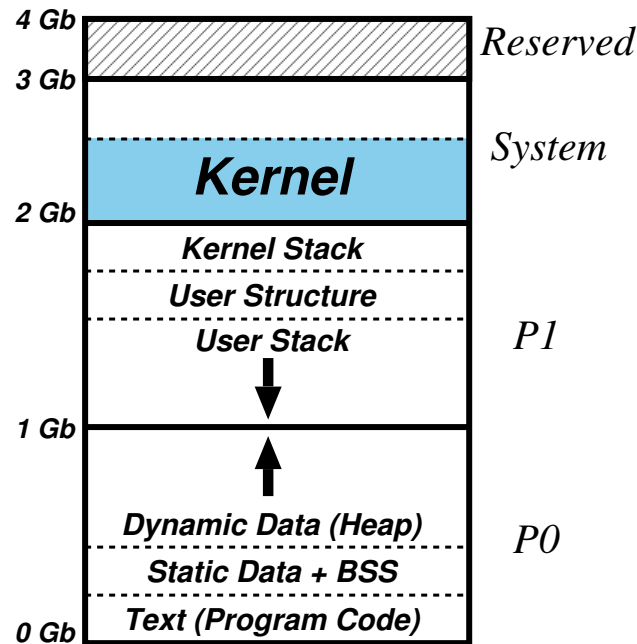 4 Gb
Reserved
3 Gb
System
Kernel
2 Gb
Kernel Stack
User Structure
User Stack
P1
1 Gb
Dynamic Data (Heap)
P0
Static Data + BSS
Text (Program Code)
0 Gb